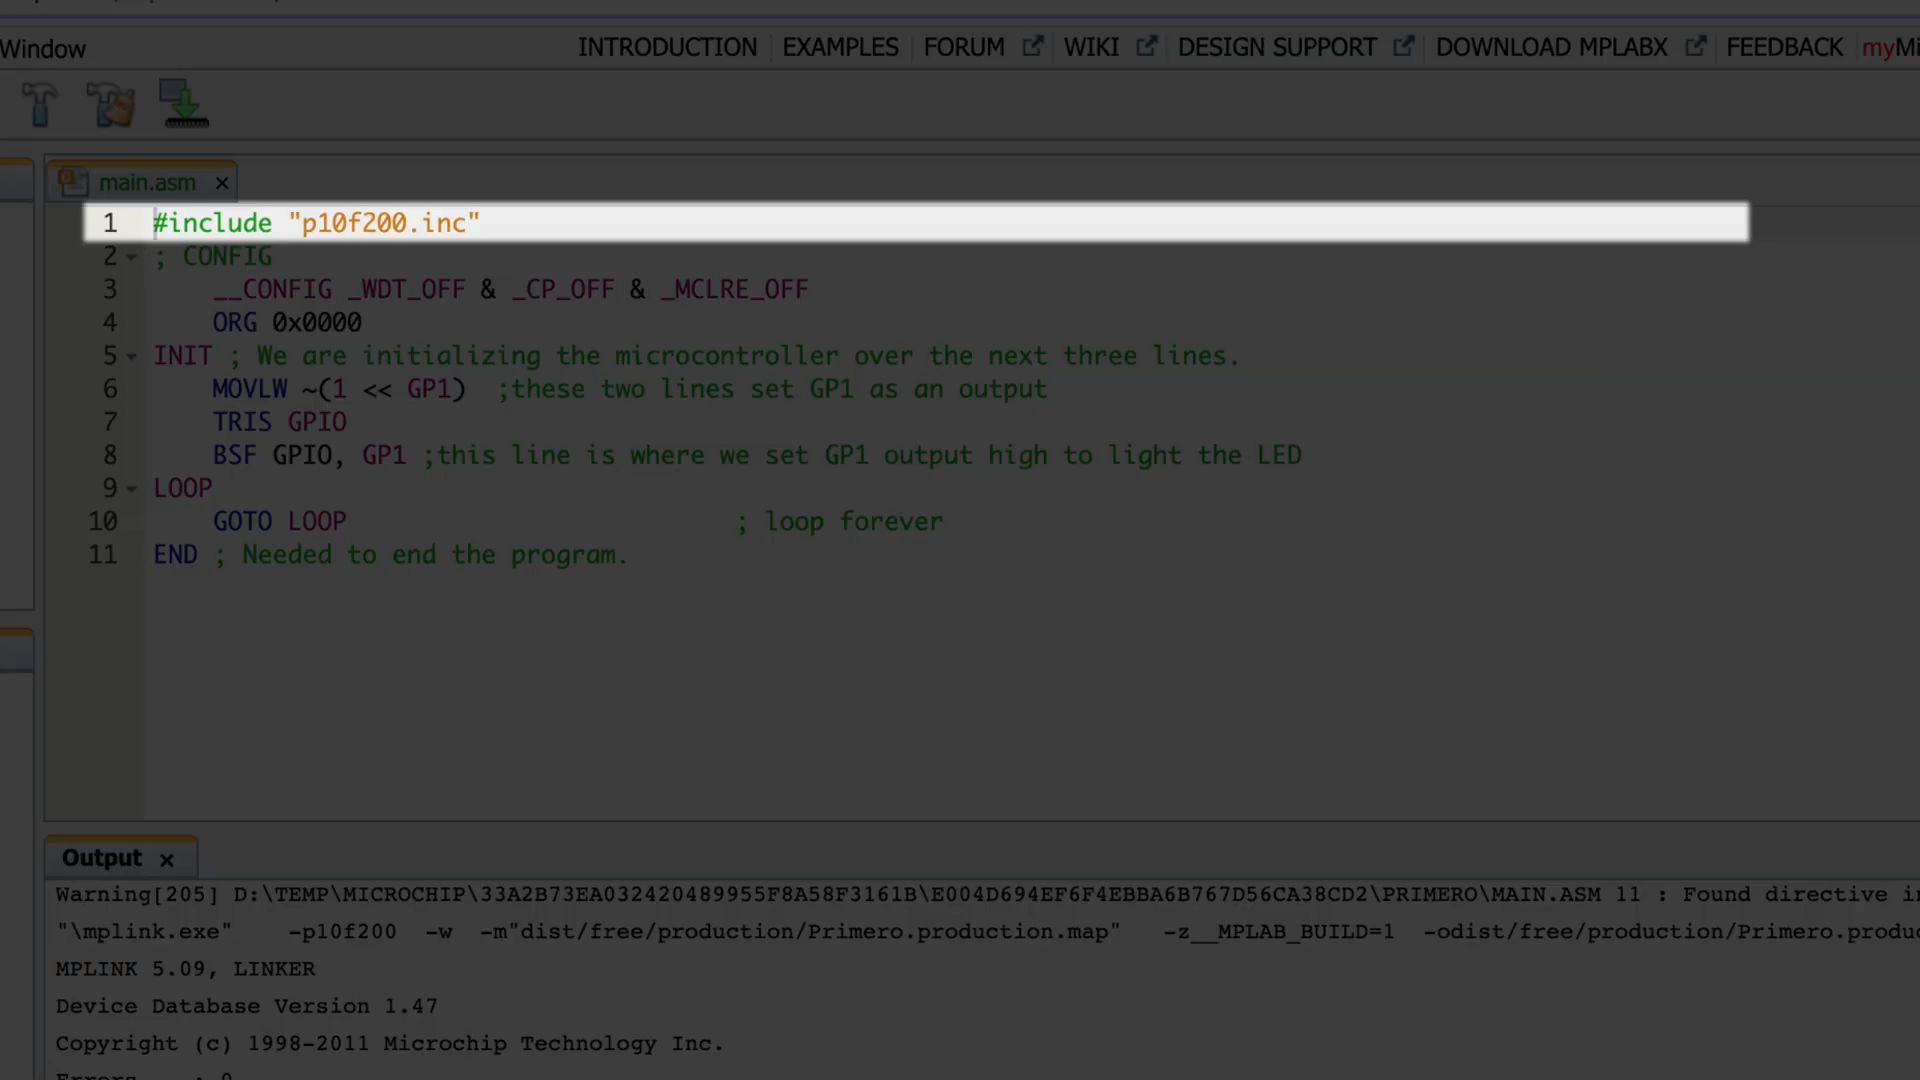 Window INTRODUCTION EXAMPLES FORUM WIKI DESIGN SUPPORT DOWNLOAD MPLABX FEEDBACK myMi
main.asm
1 #include "p10f200.inc"
2 ; CONFIG
3 __CONFIG _WDT_OFF & _CP_OFF & _MCLRE_OFF
4 ORG 0x0000
5 INIT ; We are initializing the microcontroller over the next three lines.
6 MOVLW ~(1 << GP1) ;these two lines set GP1 as an output
7 TRIS GPIO
8 BSF GPIO, GP1 ;this line is where we set GP1 output high to light the LED
9 LOOP
10 GOTO LOOP ; loop forever
11 END ; Needed to end the program.
Output
Warning[205] D:\TEMP\MICROCHIP\33A2B73EA032420489955F8A58F3161B\E004D694EF6F4EBBA6B767D56CA38CD2\PRIMERO\MAIN.ASM 11 : Found directive in
"\mplink.exe" -p10f200 -w -m"dist/free/production/Primero.production.map" -z__MPLAB_BUILD=1 -odist/free/production/Primero.produc
MPLINK 5.09, LINKER
Device Database Version 1.47
Copyright (c) 1998-2011 Microchip Technology Inc.
Errors : 0